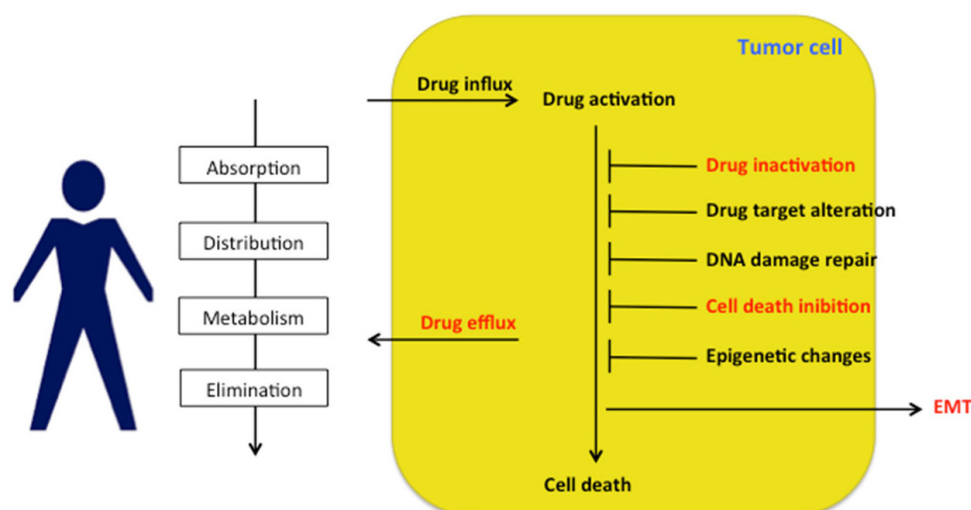 Tumor cell
Drug influx
Drug activation
Absorption
Drug inactivation
Drug target alteration
Distribution
DNA damage repair
Metabolism
Cell death inibition
Drug efflux
Epigenetic changes
Elimination
EMT
Cell death